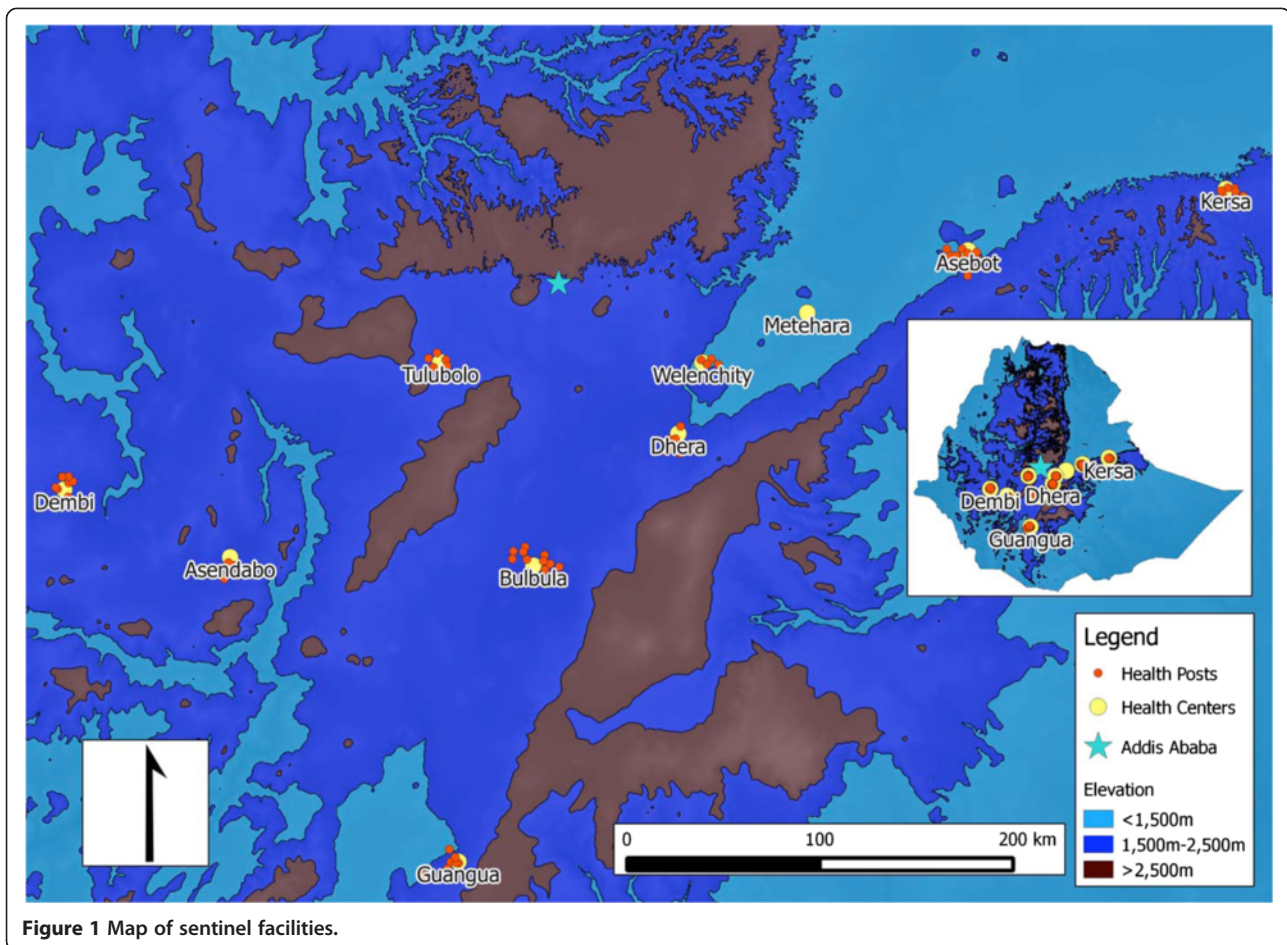 Kersa
Asebot
Metehara
Tulubolo
Welenchity
Dhera
Dembi
Asendabo
Bulbula
Guangua
Kersa
Dembi
Dhera
Guangua
Legend
Health Posts
Health Centers
Addis Ababa
Elevation
<1,500m
1,500m-2,500m
>2,500m
0 100 200 km
Figure 1 Map of sentinel facilities.